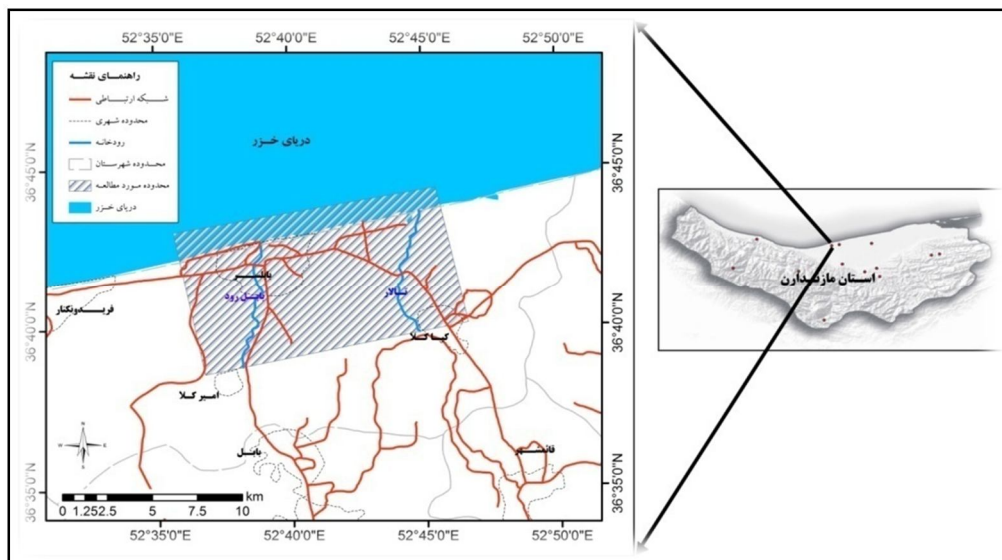 52°35'0"E 52°40'0"E 52°45'0"E 52°50'0"E
راهنمای نقشه
شبکه ارتباطی
محدوده شهری
رودخانه
محدوده شهرستان
محدوده مورد مطالعه
دریای خزر
دریای خزر
36°45'0"N
36°45'0"N
بابلسر
بابل رود
تالار
فریدونکنار
36°40'0"N
36°40'0"N
کیاکلا
امیرکلا
بابل
قائمشهر
N
W E
S
36°35'0"N
36°35'0"N
0 1.252.5 5 7.5 10 km
52°35'0"E 52°40'0"E 52°45'0"E 52°50'0"E
استان مازندارن